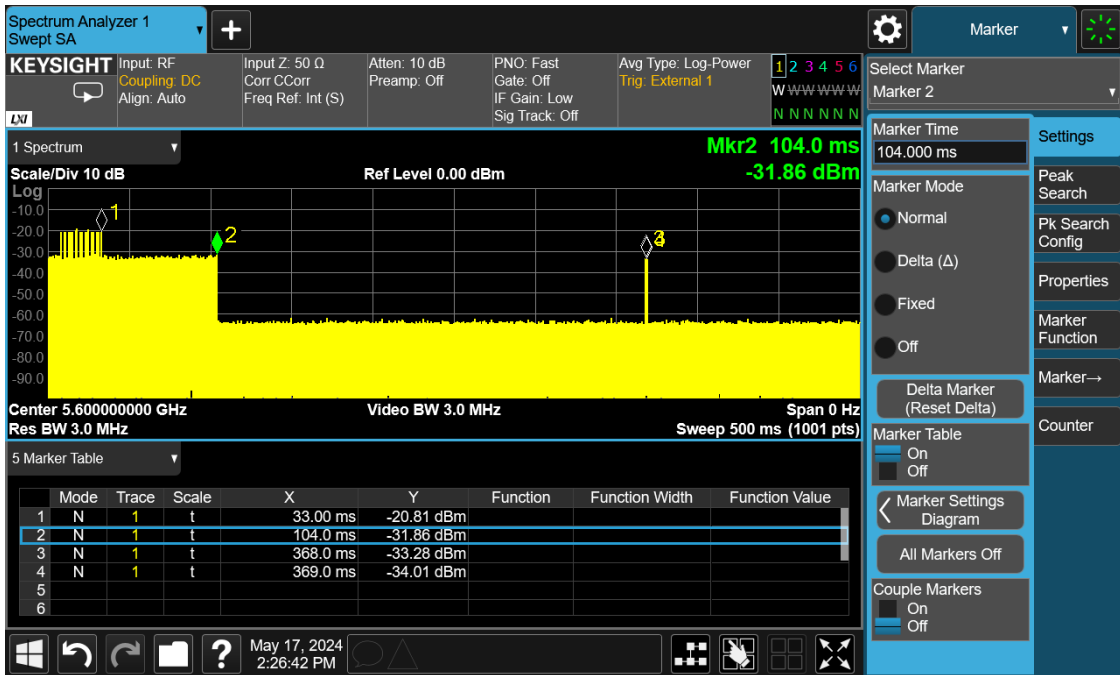 Spectrum Analyzer 1
Swept SA
+
Marker
KEYSIGHT
LXI
Input: RF
Coupling: DC
Align: Auto
Input Z: 50 Ω
Corr CCorr
Freq Ref: Int (S)
Atten: 10 dB
Preamp: Off
PNO: Fast
Gate: Off
IF Gain: Low
Sig Track: Off
Avg Type: Log-Power
Trig: External 1
1 2 3 4 5 6
W W W W W W
N N N N N N
1 Spectrum
Mkr2 104.0 ms
-31.86 dBm
Scale/Div 10 dB
Ref Level 0.00 dBm
Log
-10.0
-20.0
-30.0
-40.0
-50.0
-60.0
-70.0
-80.0
-90.0
1
2
Center 5.600000000 GHz
Video BW 3.0 MHz
Span 0 Hz
Res BW 3.0 MHz
Sweep 500 ms (1001 pts)
5 Marker Table
Mode Trace Scale X Y Function Function Width Function Value
1 N 1 t 33.00 ms -20.81 dBm
2 N 1 t 104.0 ms -31.86 dBm
3 N 1 t 368.0 ms -33.28 dBm
4 N 1 t 369.0 ms -34.01 dBm
5
6
?
May 17, 2024
2:26:42 PM
Select Marker
Marker 2
Marker Time
104.000 ms
Marker Mode
Normal
Delta (Δ)
Fixed
Off
Delta Marker
(Reset Delta)
Marker Table
On
Off
Marker Settings
Diagram
All Markers Off
Couple Markers
On
Off
Settings
Peak
Search
Pk Search
Config
Properties
Marker
Function
Marker→
Counter